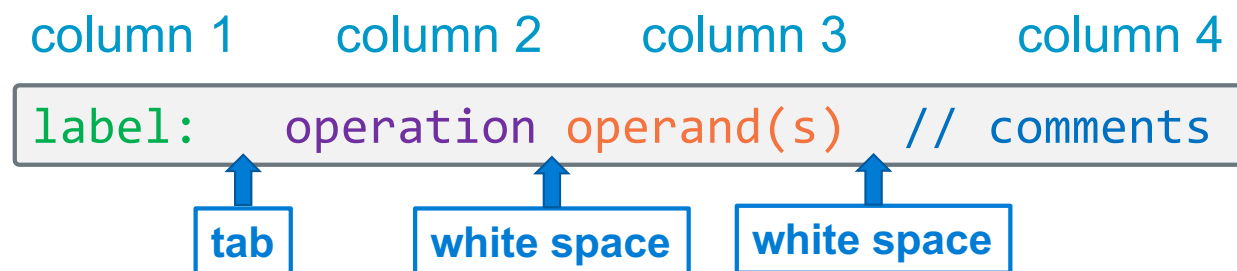 column 1 column 2 column 3 column 4
label: operation operand(s) // comments
tab white space white space